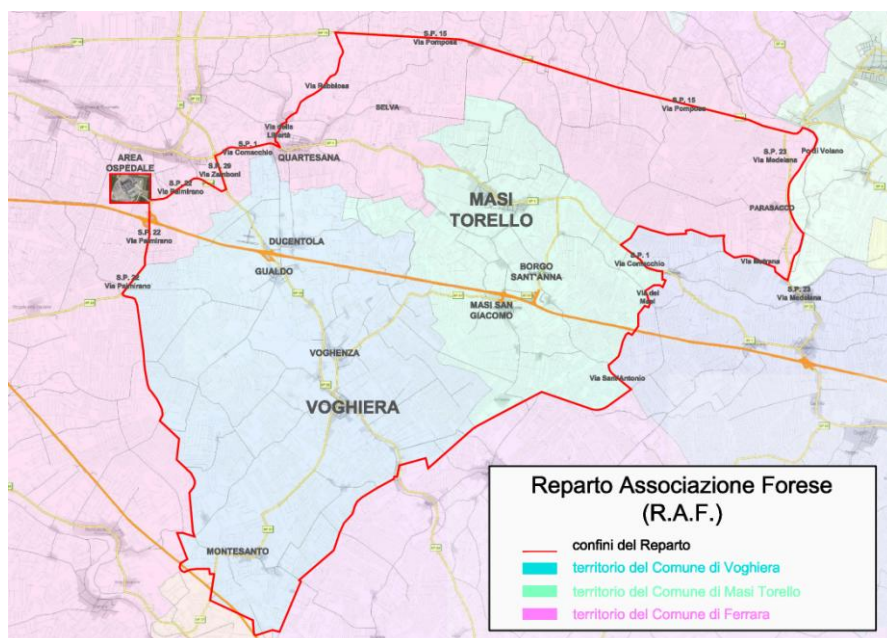 S.P. 15
Via Pomposa
Via Rabbiosa
SELVA
S.P. 15
Via Pomposa
Via della
Libertà
S.P. 1
Via Comacchio
QUARTESANA
S.P. 23
Via Medelana
Po di Volano
AREA
OSPEDALE
S.P. 29
Via Zamboni
S.P. 22
Via Palmirano
MASI
TORELLO
PARASACCO
S.P. 22
Via Palmirano
DUCENTOLA
S.P. 1
Via Comacchio
BORGO
SANT'ANNA
GUALDO
S.P. 22
Via Palmirano
S.P. 23
Via Medelana
Via dei
Masi
MASI SAN
GIACOMO
VOGHENZA
Via Sant'Antonio
VOGHIERA
MONTESANTO
Reparto Associazione Forese
(R.A.F.)
confini del Reparto
territorio del Comune di Voghiera
territorio del Comune di Masi Torello
territorio del Comune di Ferrara